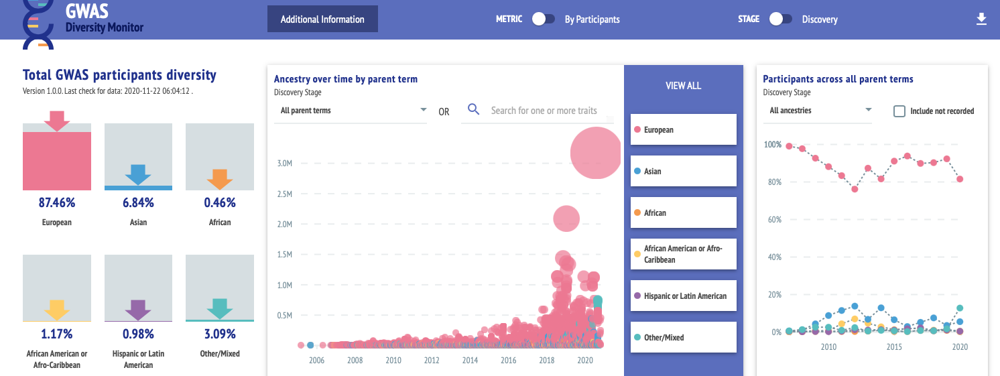 GWAS
Diversity Monitor
Additional Information
METRIC
By Participants
STAGE
Discovery
Total GWAS participants diversity
Version 1.0.0. Last check for data: 2020-11-22 06:04:12 .
87.46%
European
6.84%
Asian
0.46%
African
1.17%
African American or
Afro-Caribbean
0.98%
Hispanic or Latin
American
3.09%
Other/Mixed
Ancestry over time by parent term
Discovery Stage
All parent terms
OR
Search for one or more traits
3.0M
2.5M
2.0M
1.5M
1.0M
0.5M
2006
2008
2010
2012
2014
2016
2018
2020
VIEW ALL
European
Asian
African
African American or Afro-
Caribbean
Hispanic or Latin American
Other/Mixed
Participants across all parent terms
Discovery Stage
All ancestries
Include not recorded
100%
80%
60%
40%
20%
0%
2010
2015
2020